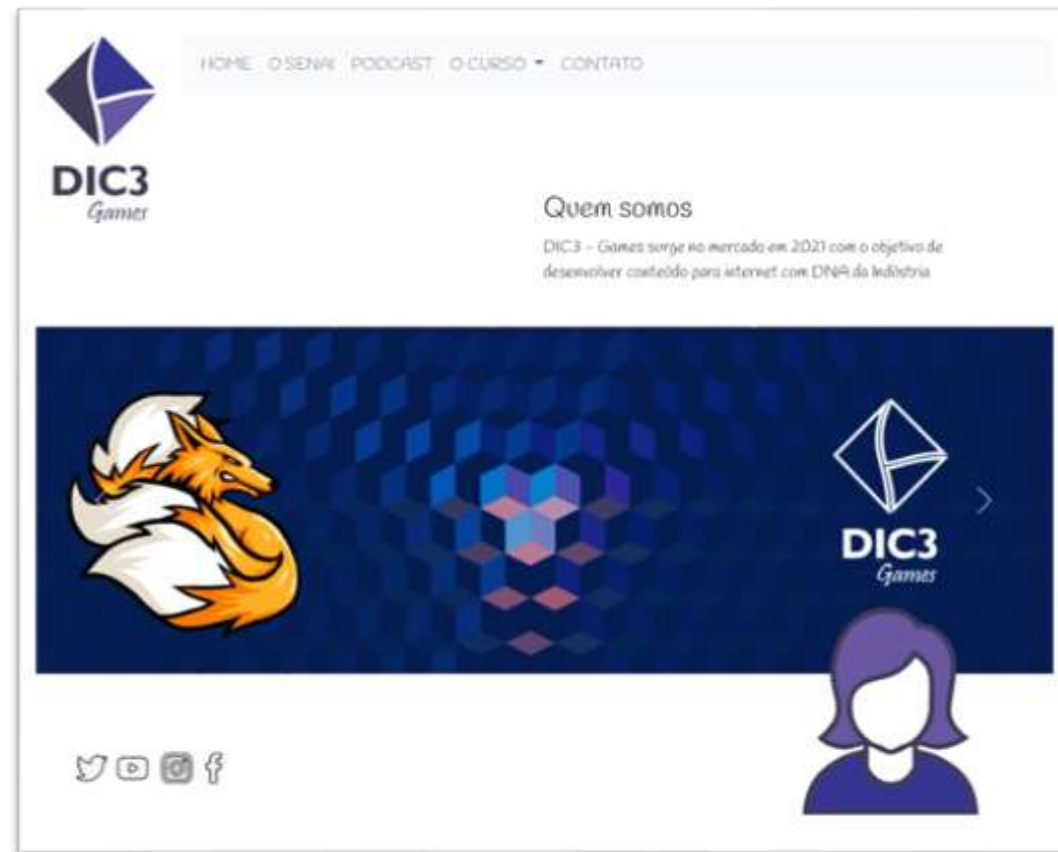 HOME O SENAI PODCAST O CURSO CONTATO
DIC3
Games
Quem somos
DIC3 - Games surge no mercado em 2021 com o objetivo de
desenvolver conteúdo para internet com DNA da Indústria
DIC3
Games